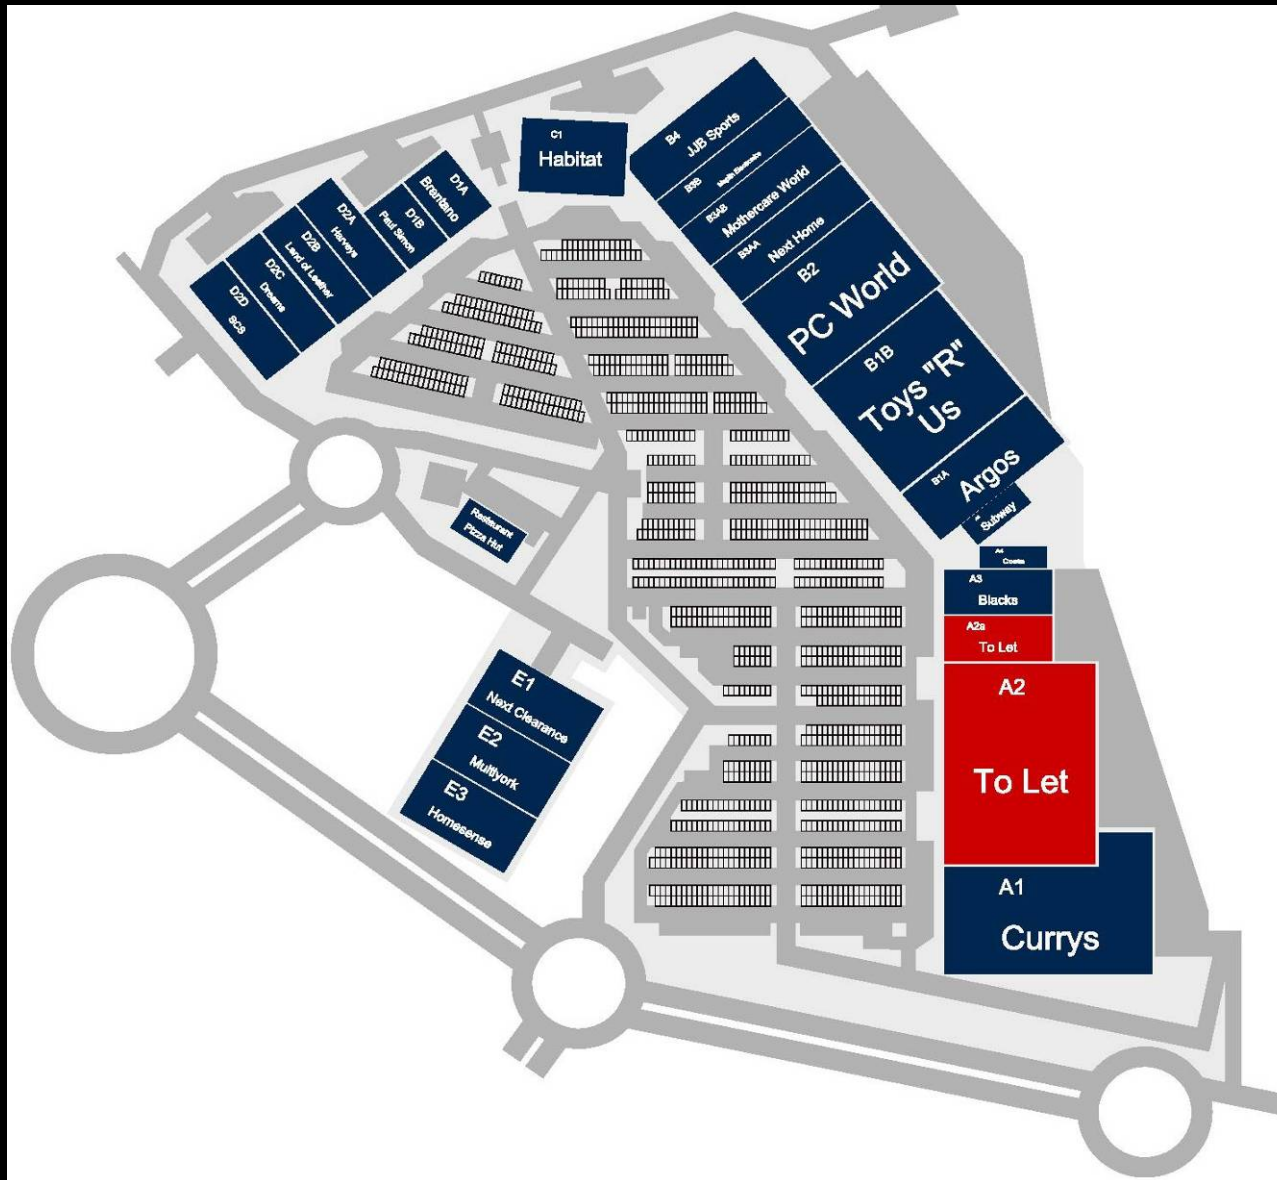 C1
Habitat
B4
JJB Sports
B3B
Maplin Electronics
B3AB
Mothercare World
B3AA
Next Home
B2
PC World
B1B
Toys "R"
Us
B1A
Argos
Subway
A4
Costa
A3
Blacks
A2a
To Let
A2
To Let
A1
Currys
D1A
Brentano
D1B
Paul Simon
D2A
Harveys
D2B
Land of Leather
D2C
Dreams
D2D
SCS
Restaurant
Pizza Hut
E1
Next Clearance
E2
Multiyork
E3
Homesense